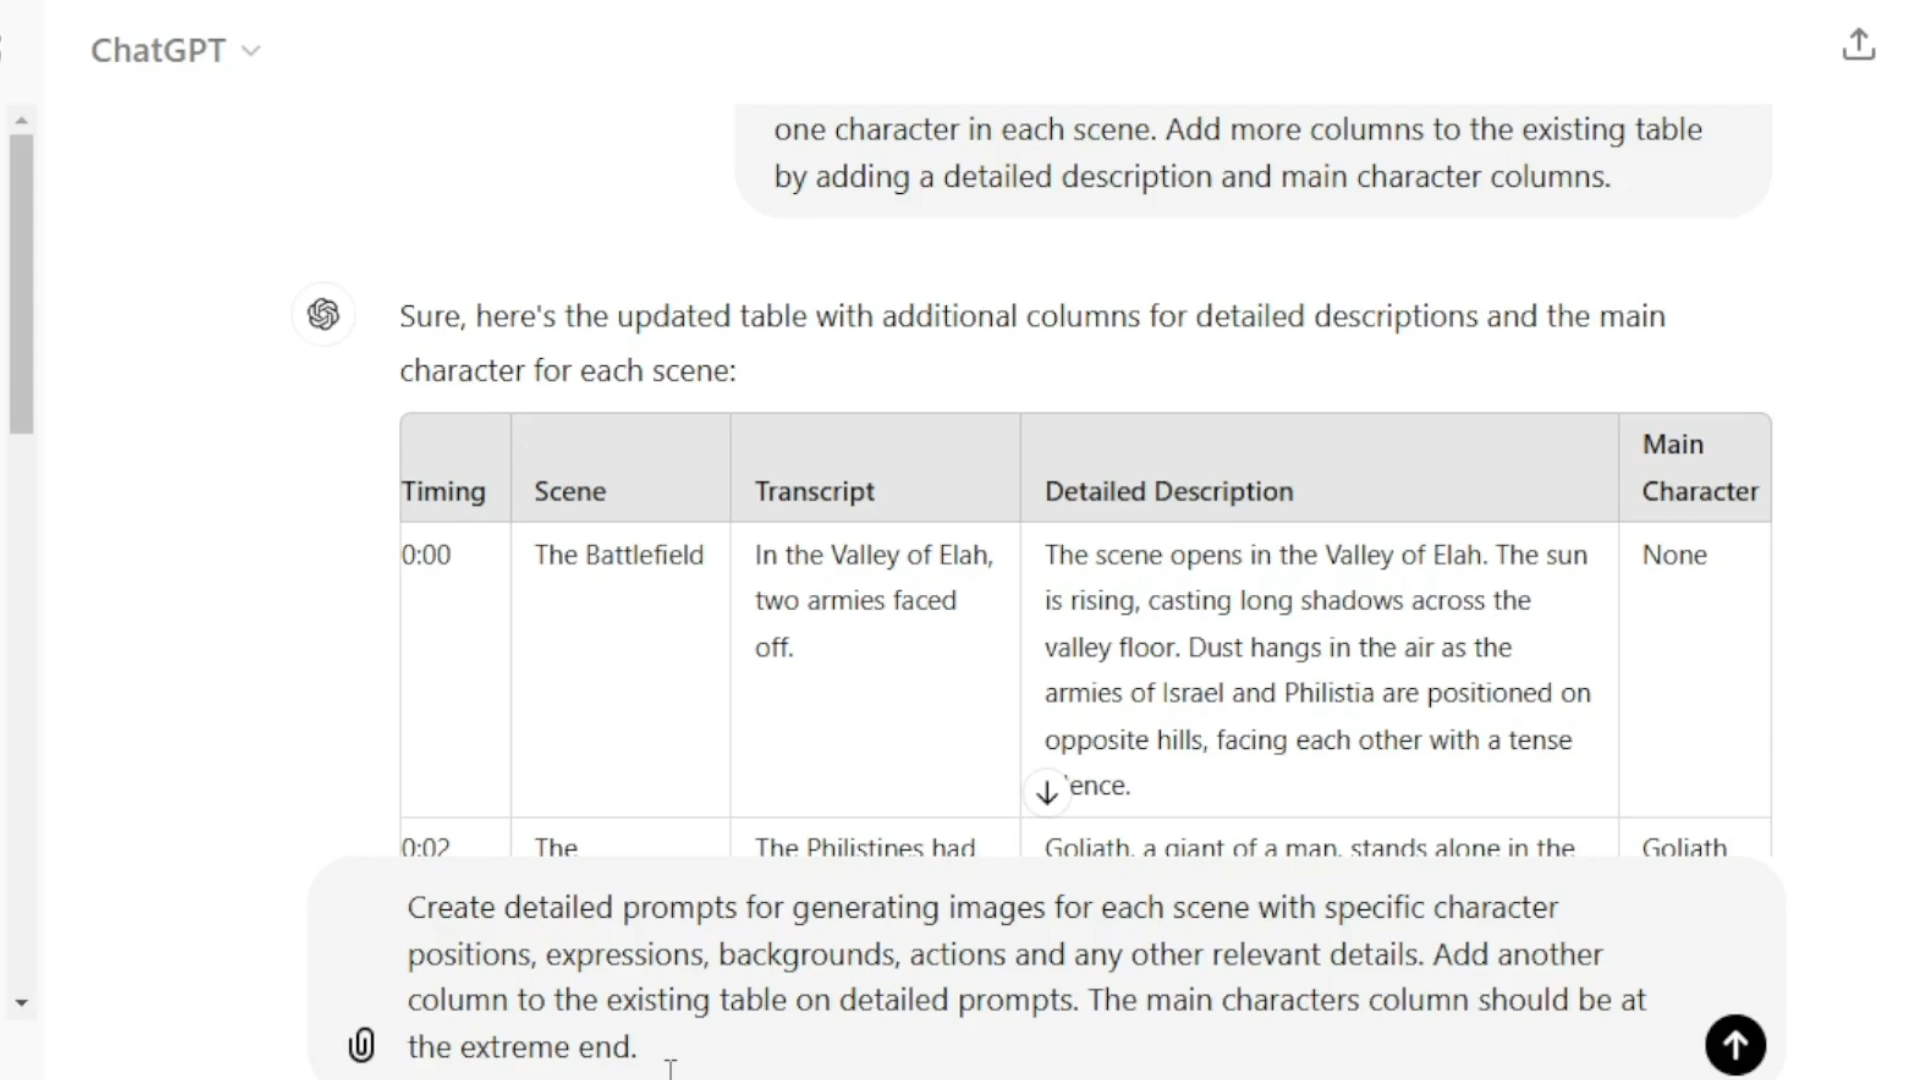 ChatGPT
one character in each scene. Add more columns to the existing table
by adding a detailed description and main character columns.
Sure, here's the updated table with additional columns for detailed descriptions and the main
character for each scene:
Timing
Scene
Transcript
Detailed Description
Main
Character
0:00
The Battlefield
In the Valley of Elah,
two armies faced
off.
The scene opens in the Valley of Elah. The sun
is rising, casting long shadows across the
valley floor. Dust hangs in the air as the
armies of Israel and Philistia are positioned on
opposite hills, facing each other with a tense
None
0:02
The
The Philistines had
Goliath, a giant of a man, stands alone in the
Goliath
Create detailed prompts for generating images for each scene with specific character
positions, expressions, backgrounds, actions and any other relevant details. Add another
column to the existing table on detailed prompts. The main characters column should be at
the extreme end.